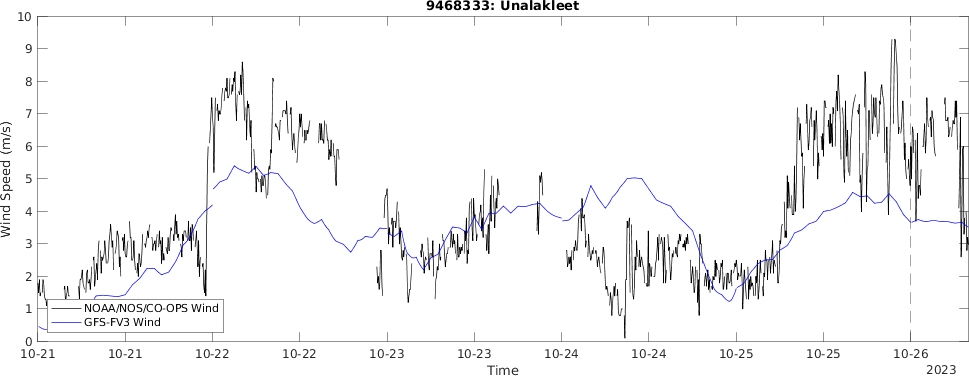 9468333: Unalakleet
10
9
8
7
6
5
4
3
2
1
0
Wind Speed (m/s)
NOAA/NOS/CO-OPS Wind
GFS-FV3 Wind
10-21 10-21 10-22 10-22 10-23 10-23 10-24 10-24 10-25 10-25 10-26
Time
2023